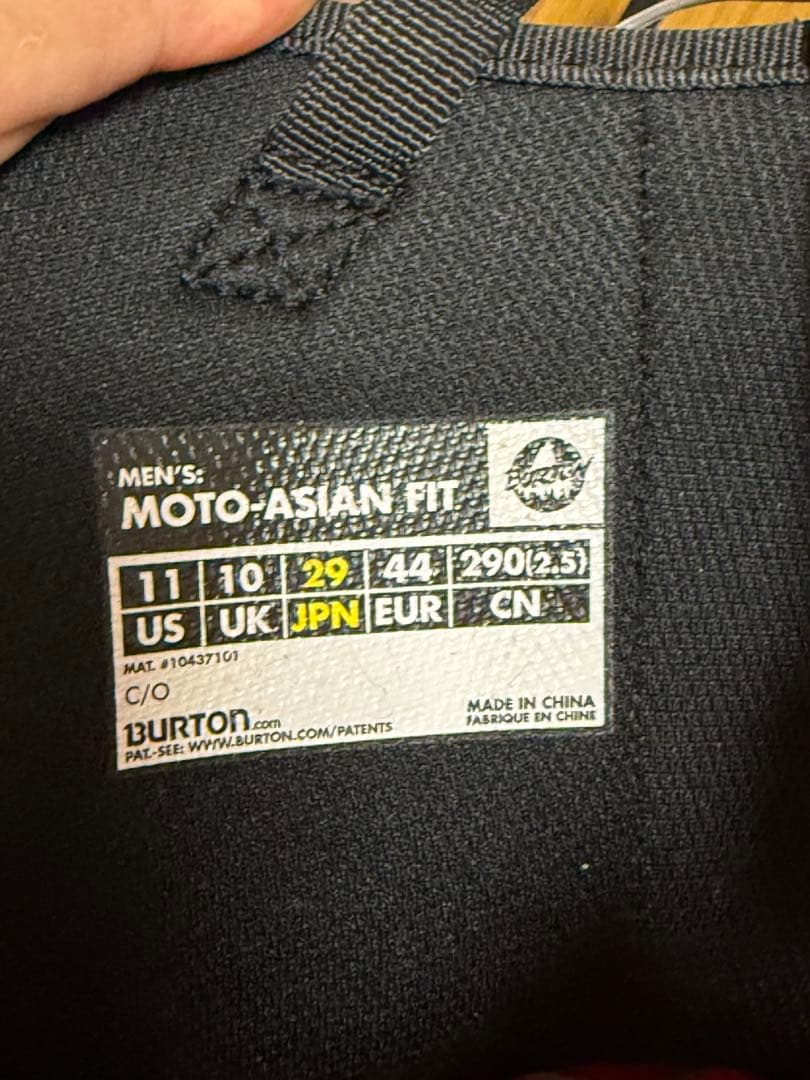 MEN'S:
MOTO-ASIAN FIT
BURTON
11 10 29 44 290(2.5)
US UK JPN EUR CN
MAT. #10437101
C/O
BURTON.com
PAT.-SEE: WWW.BURTON.COM/PATENTS
MADE IN CHINA
FABRIQUE EN CHINE